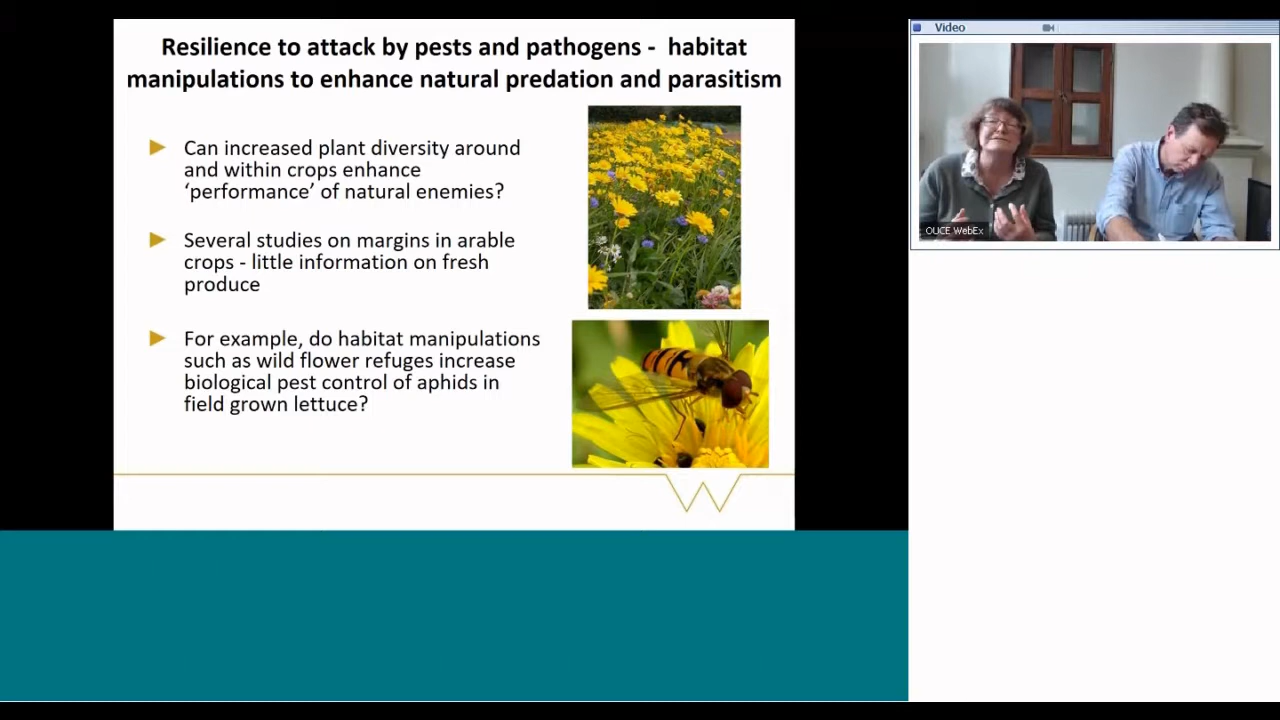 Resilience to attack by pests and pathogens - habitat
manipulations to enhance natural predation and parasitism
Can increased plant diversity around
and within crops enhance
‘performance’ of natural enemies?
Several studies on margins in arable
crops - little information on fresh
produce
For example, do habitat manipulations
such as wild flower refuges increase
biological pest control of aphids in
field grown lettuce?
Video
OUCE WebEx